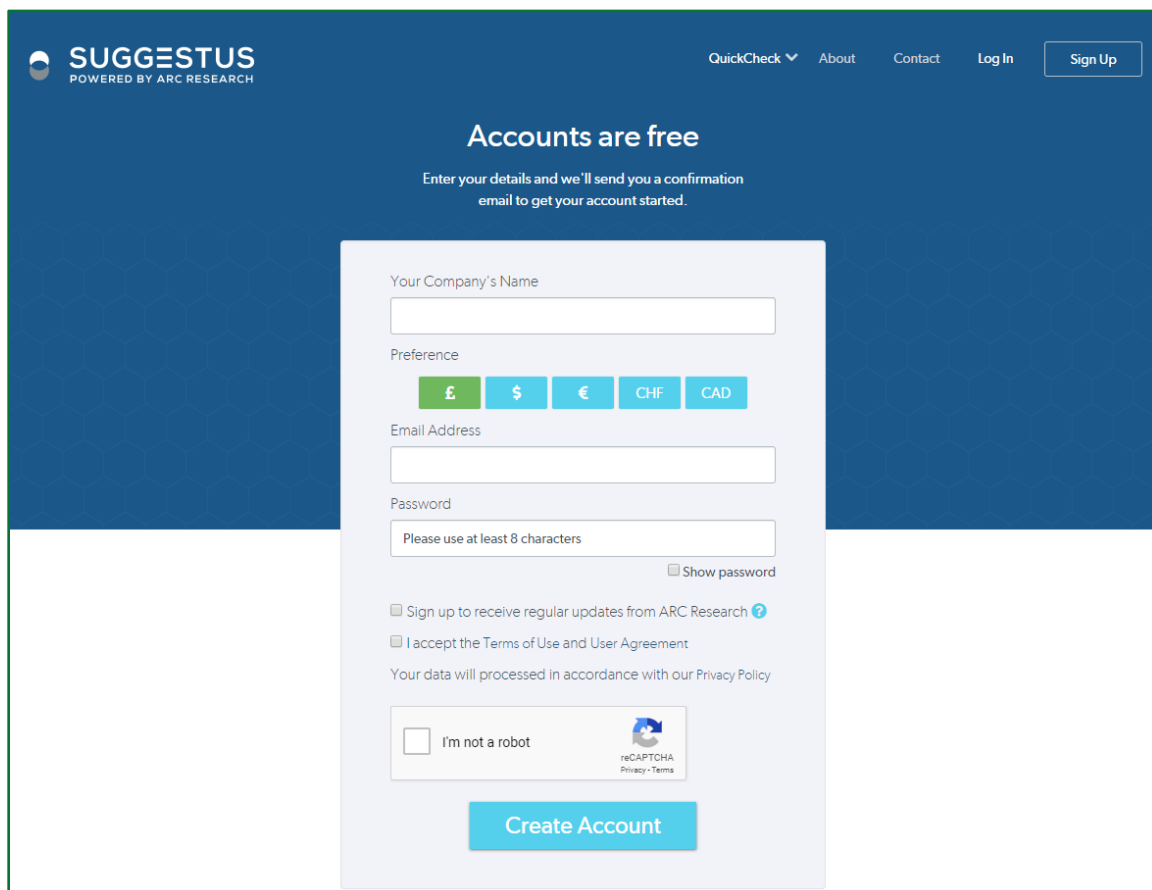 SUGGESTUS
POWERED BY ARC RESEARCH
QuickCheck About Contact Log In Sign Up
Accounts are free
Enter your details and we'll send you a confirmation
email to get your account started.
Your Company's Name
Preference
£ $ € CHF CAD
Email Address
Password
Please use at least 8 characters
Show password
Sign up to receive regular updates from ARC Research ?
I accept the Terms of Use and User Agreement
Your data will processed in accordance with our Privacy Policy
I'm not a robot
reCAPTCHA
Privacy - Terms
Create Account